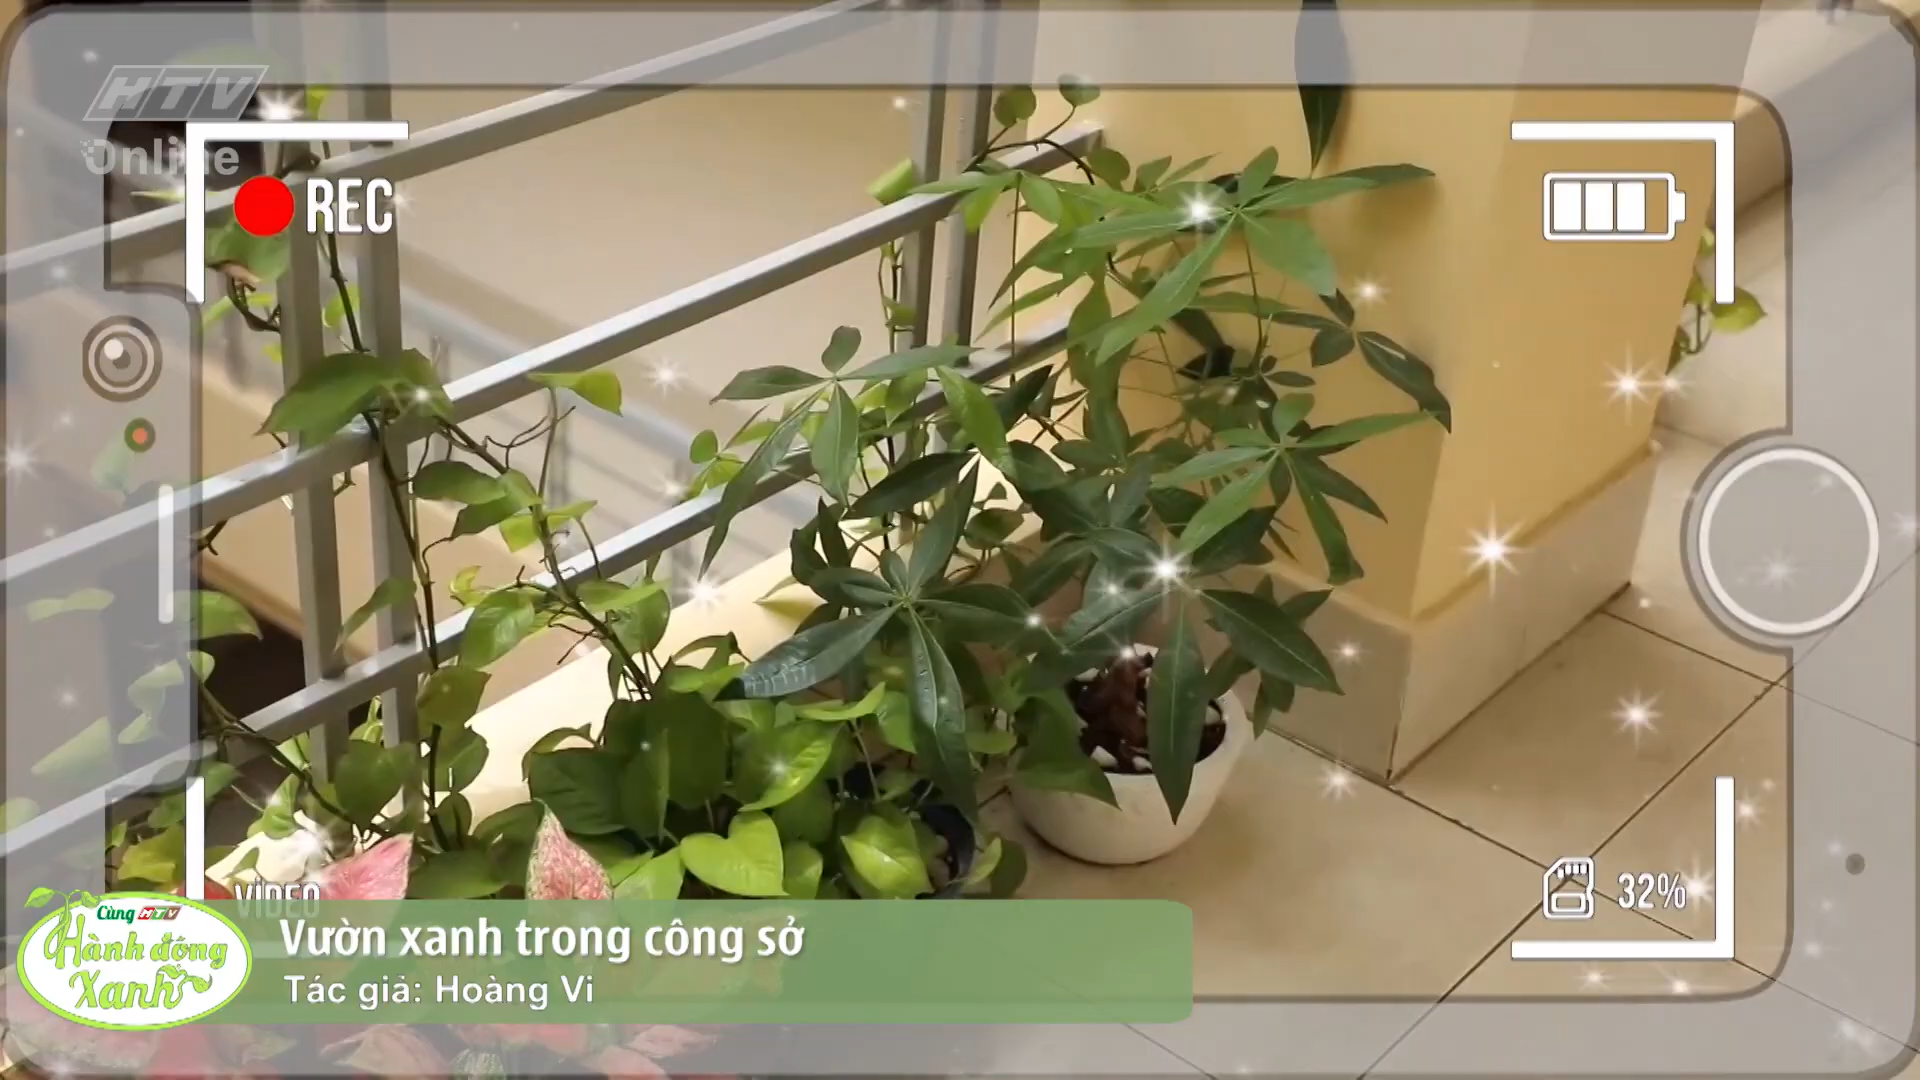 HTV
Online
REC
32%
VIDEO
Cùng HTV
Hành động
Xanh
Vườn xanh trong công sở
Tác giả: Hoàng Vi